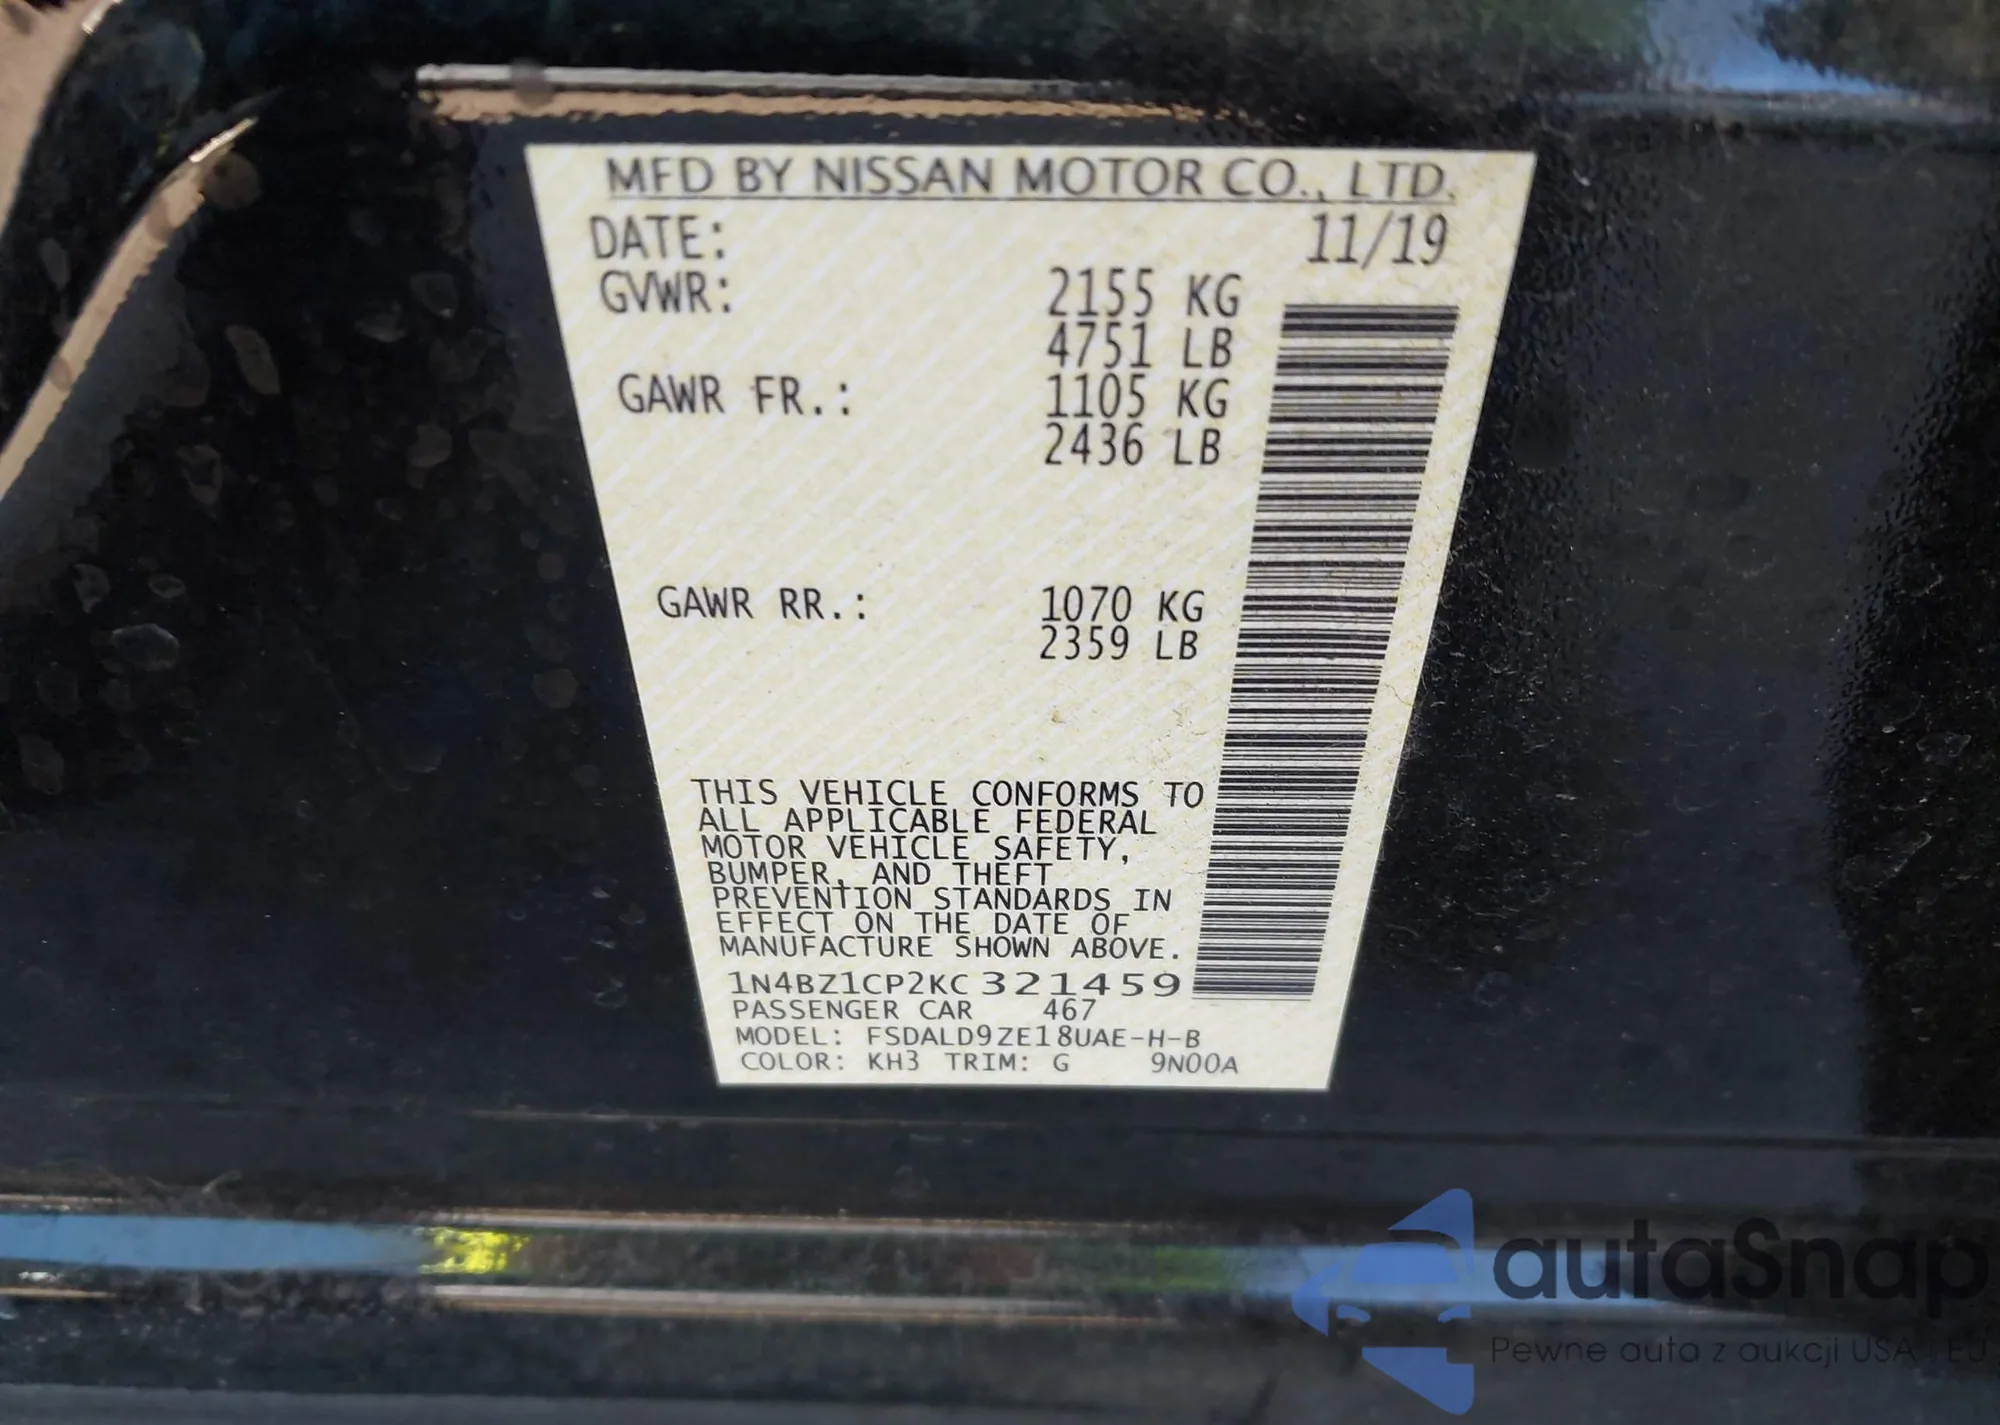 MFD BY NISSAN MOTOR CO., LTD.
DATE: 11/19
GVWR: 2155 KG
4751 LB
GAWR FR.: 1105 KG
2436 LB
GAWR RR.: 1070 KG
2359 LB
THIS VEHICLE CONFORMS TO
ALL APPLICABLE FEDERAL
MOTOR VEHICLE SAFETY,
BUMPER, AND THEFT
PREVENTION STANDARDS IN
EFFECT ON THE DATE OF
MANUFACTURE SHOWN ABOVE.
1N4BZ1CP2KC321459
PASSENGER CAR 467
MODEL: FSDALD9ZE18UAE-H-B
COLOR: KH3 TRIM: G 9N00A
autaSnap
Pewne auta z aukcji USA i EU